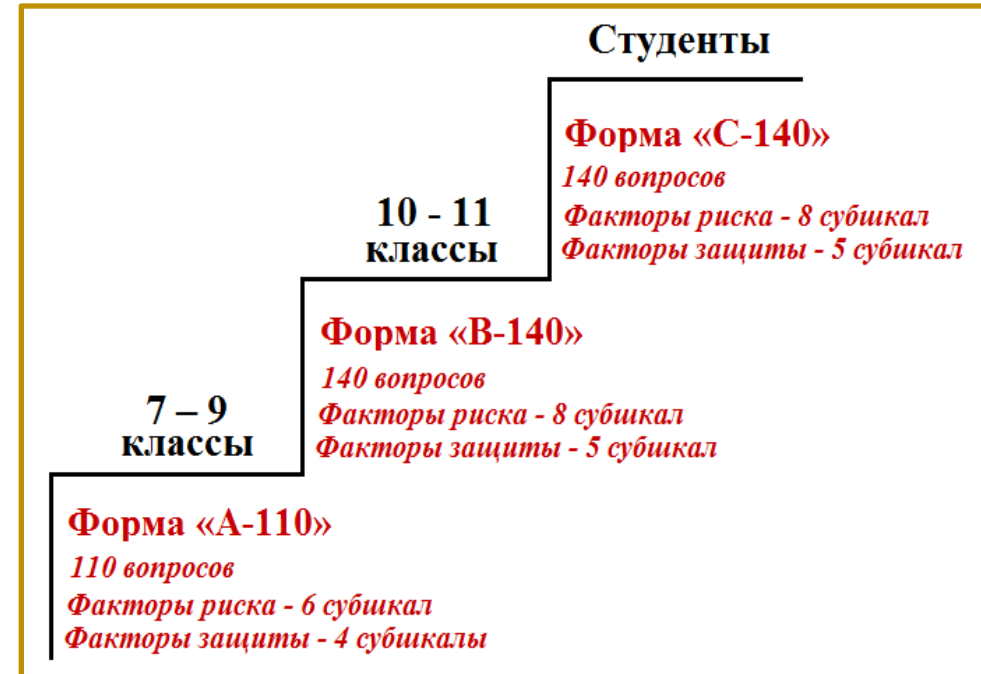 Студенты
Форма «С-140»
140 вопросов
Факторы риска - 8 субшкал
Факторы защиты - 5 субшкал
10 - 11
классы
Форма «В-140»
140 вопросов
Факторы риска - 8 субшкал
Факторы защиты - 5 субшкал
7 – 9
классы
Форма «А-110»
110 вопросов
Факторы риска - 6 субшкал
Факторы защиты - 4 субшкалы